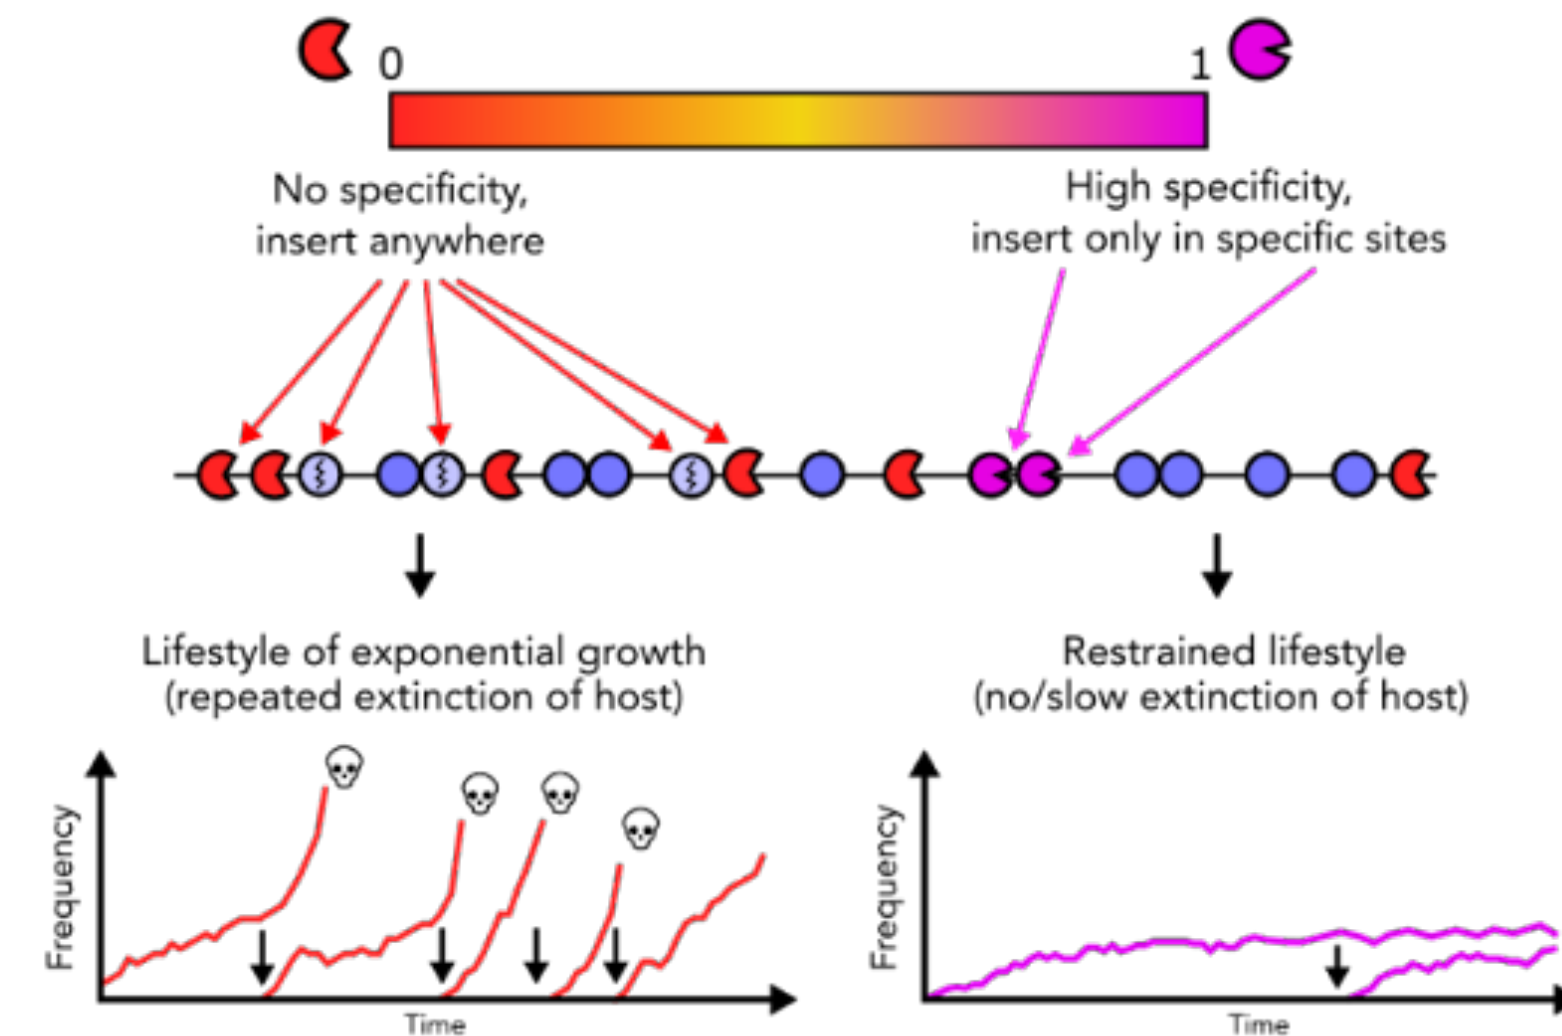 0
1
No specificity,
insert anywhere
High specificity,
insert only in specific sites
Lifestyle of exponential growth
(repeated extinction of host)
Restrained lifestyle
(no/slow extinction of host)
Frequency
Time
Frequency
Time